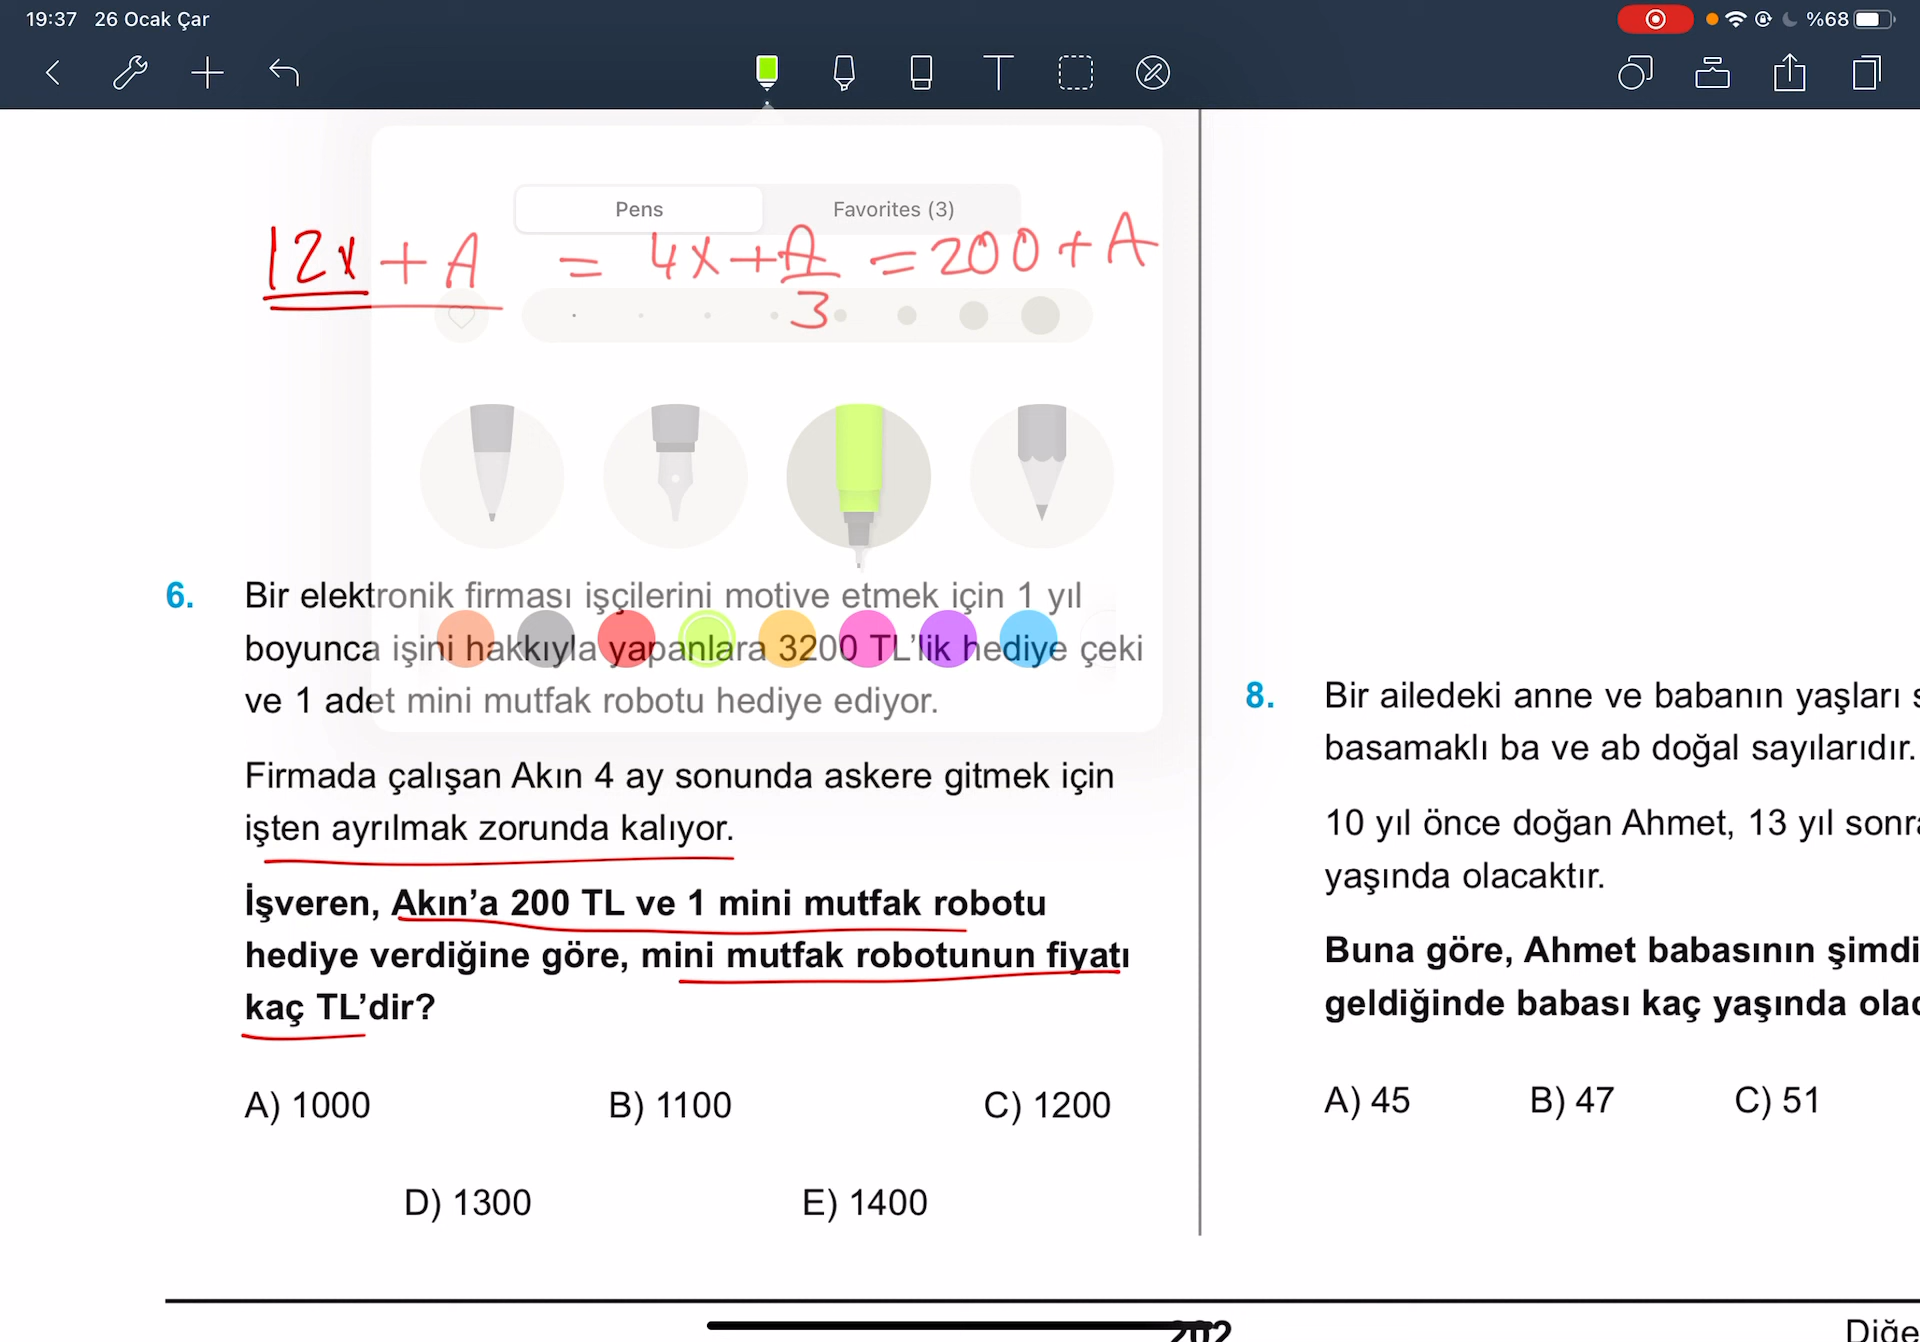 19:37 26 Ocak Çar %68
Pens Favorites (3)
12x + A = 4x + A/3 = 200 + A
6. Bir elektronik firması işçilerini motive etmek için 1 yıl
boyunca işini hakkıyla yapanlara 3200 TL’lik hediye çeki
ve 1 adet mini mutfak robotu hediye ediyor.
Firmada çalışan Akın 4 ay sonunda askere gitmek için
işten ayrılmak zorunda kalıyor.
İşveren, Akın’a 200 TL ve 1 mini mutfak robotu
hediye verdiğine göre, mini mutfak robotunun fiyatı
kaç TL’dir?
A) 1000 B) 1100 C) 1200
D) 1300 E) 1400
8. Bir ailedeki anne ve babanın yaşları
basamaklı ba ve ab doğal sayılarıdır.
10 yıl önce doğan Ahmet, 13 yıl sonra
yaşında olacaktır.
Buna göre, Ahmet babasının şimdi
geldiğinde babası kaç yaşında olac
A) 45 B) 47 C) 51
202
Diğe